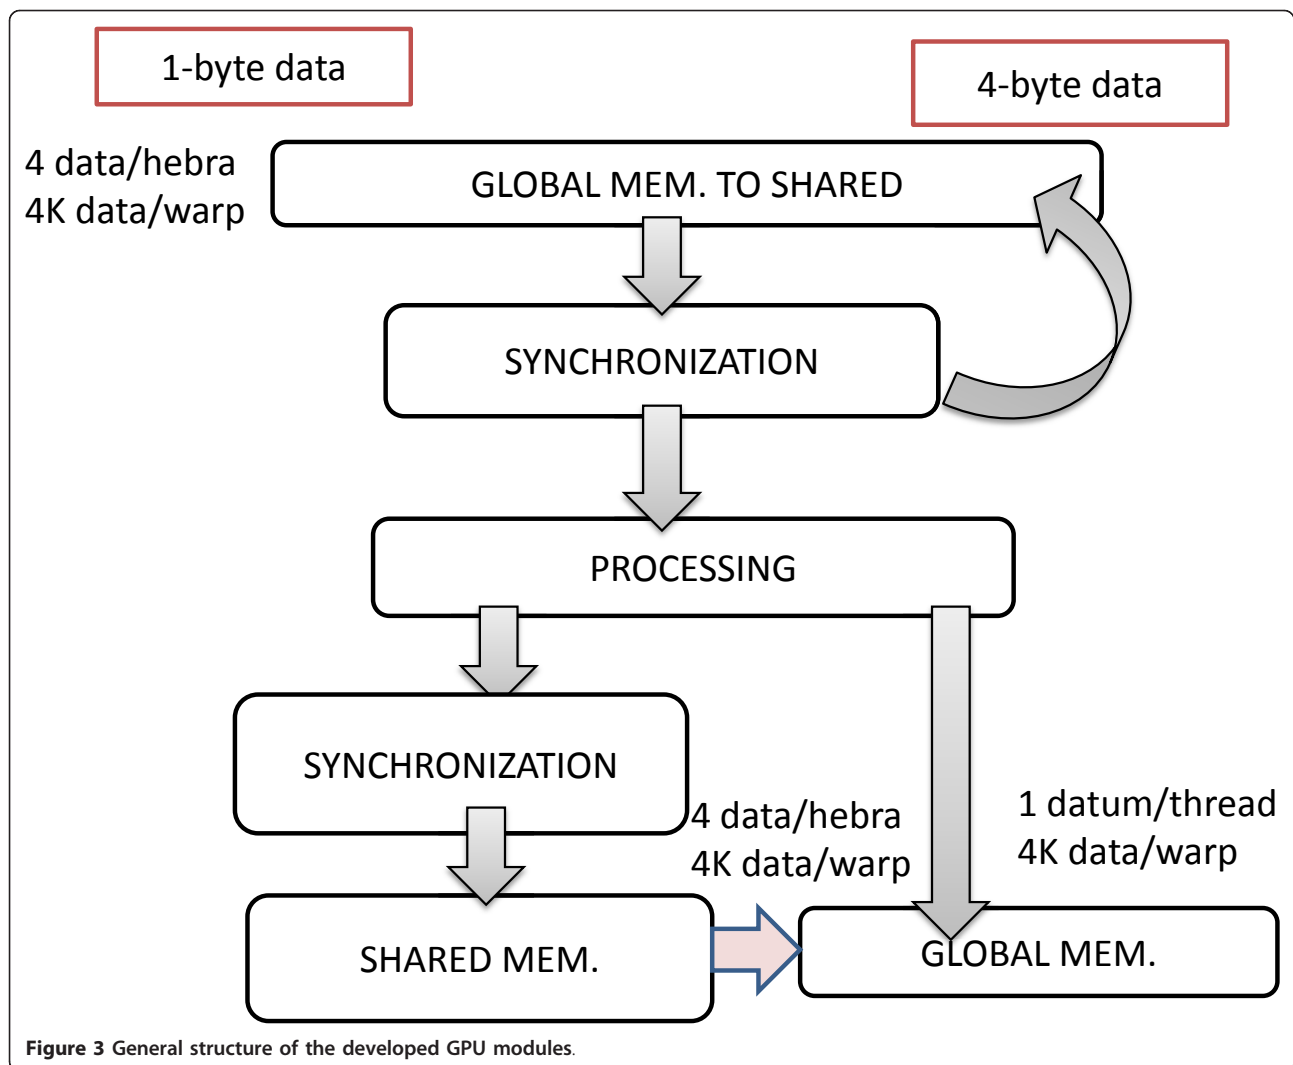 1-byte data
4-byte data
4 data/hebra
4K data/warp
GLOBAL MEM. TO SHARED
SYNCHRONIZATION
PROCESSING
SYNCHRONIZATION
4 data/hebra
4K data/warp
1 datum/thread
4K data/warp
SHARED MEM.
GLOBAL MEM.
Figure 3 General structure of the developed GPU modules.